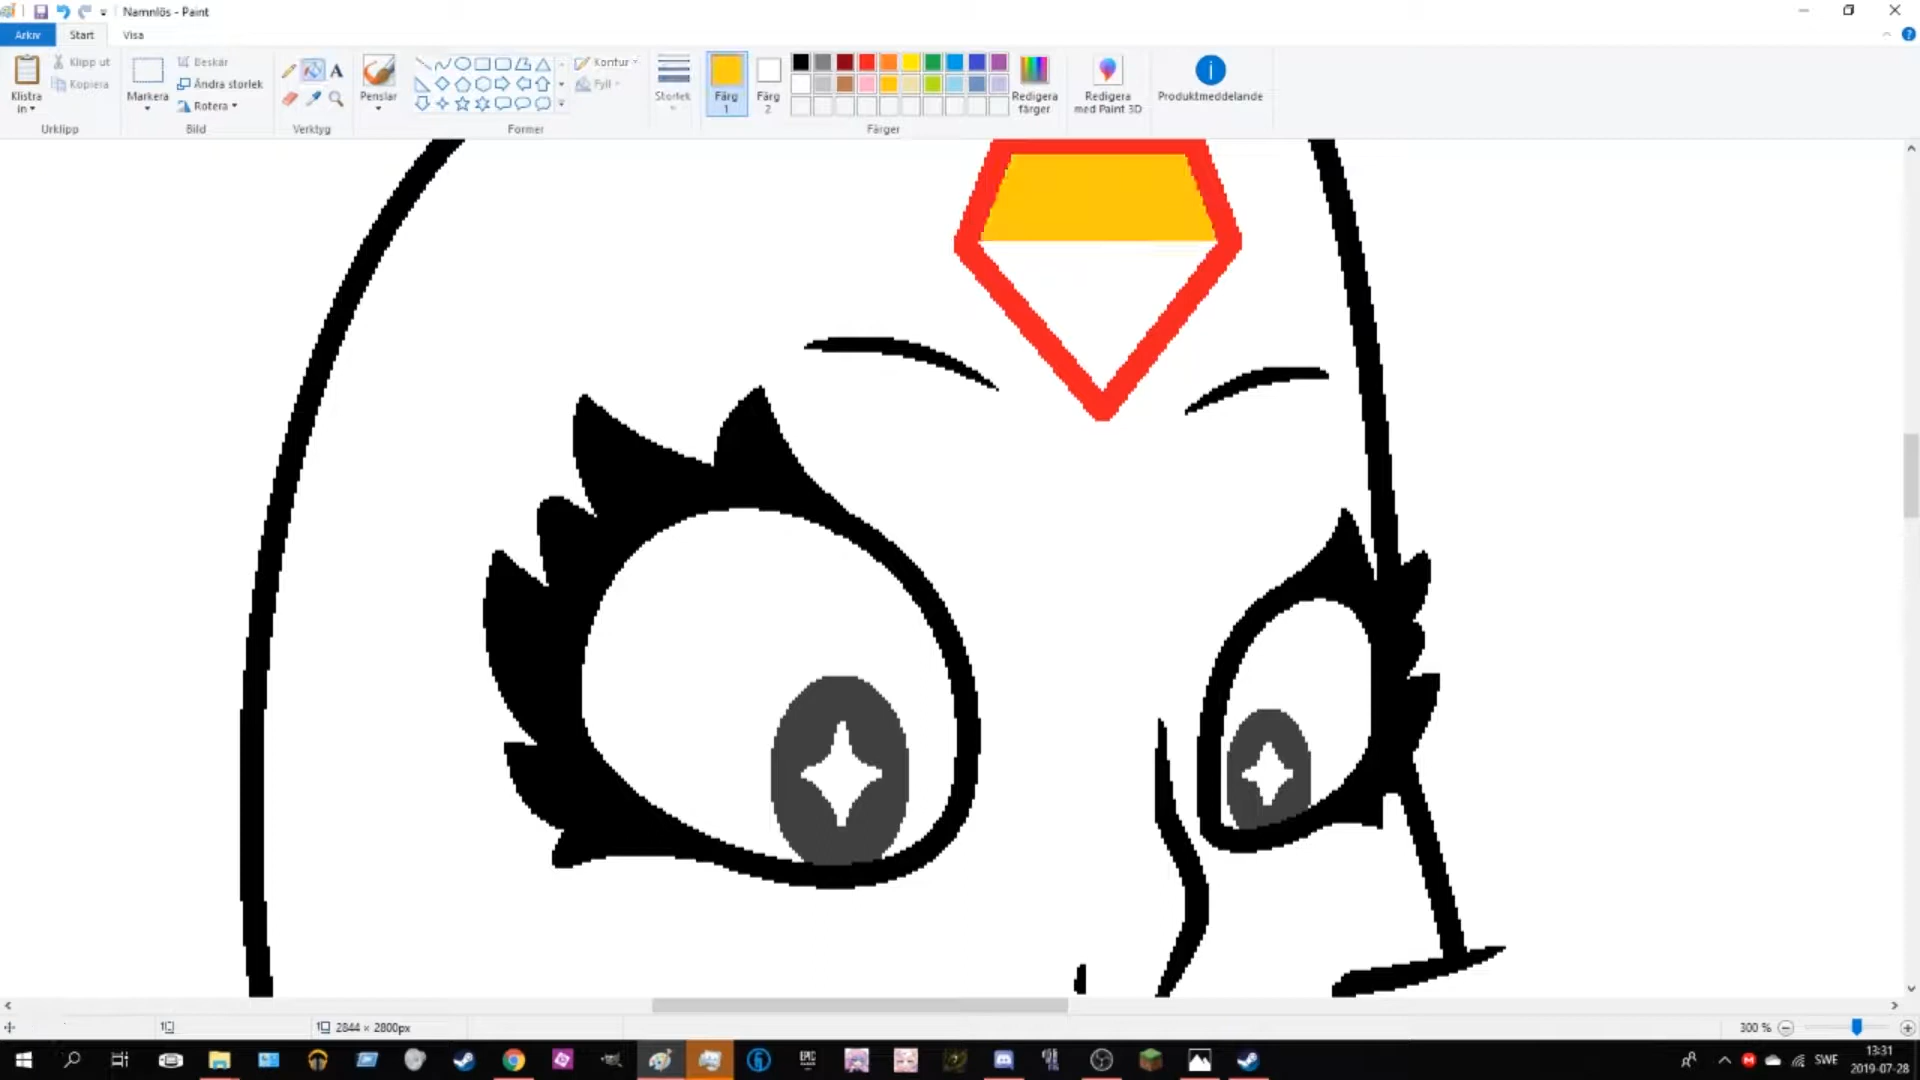 Namnlös - Paint
Arkiv Start Visa
Klistra in
Klipp ut
Kopiera
Urklipp
Markera
Beskär
Ändra storlek
Rotera
Bild
A
Verktyg
Penslar
Kontur
Fyll
Former
Storlek
Färg 1
Färg 2
Färger
Redigera färger
Redigera med Paint 3D
Produktmeddelande
2844 × 2800px
300 %
EPIC
SWE
13:31
2019-07-28